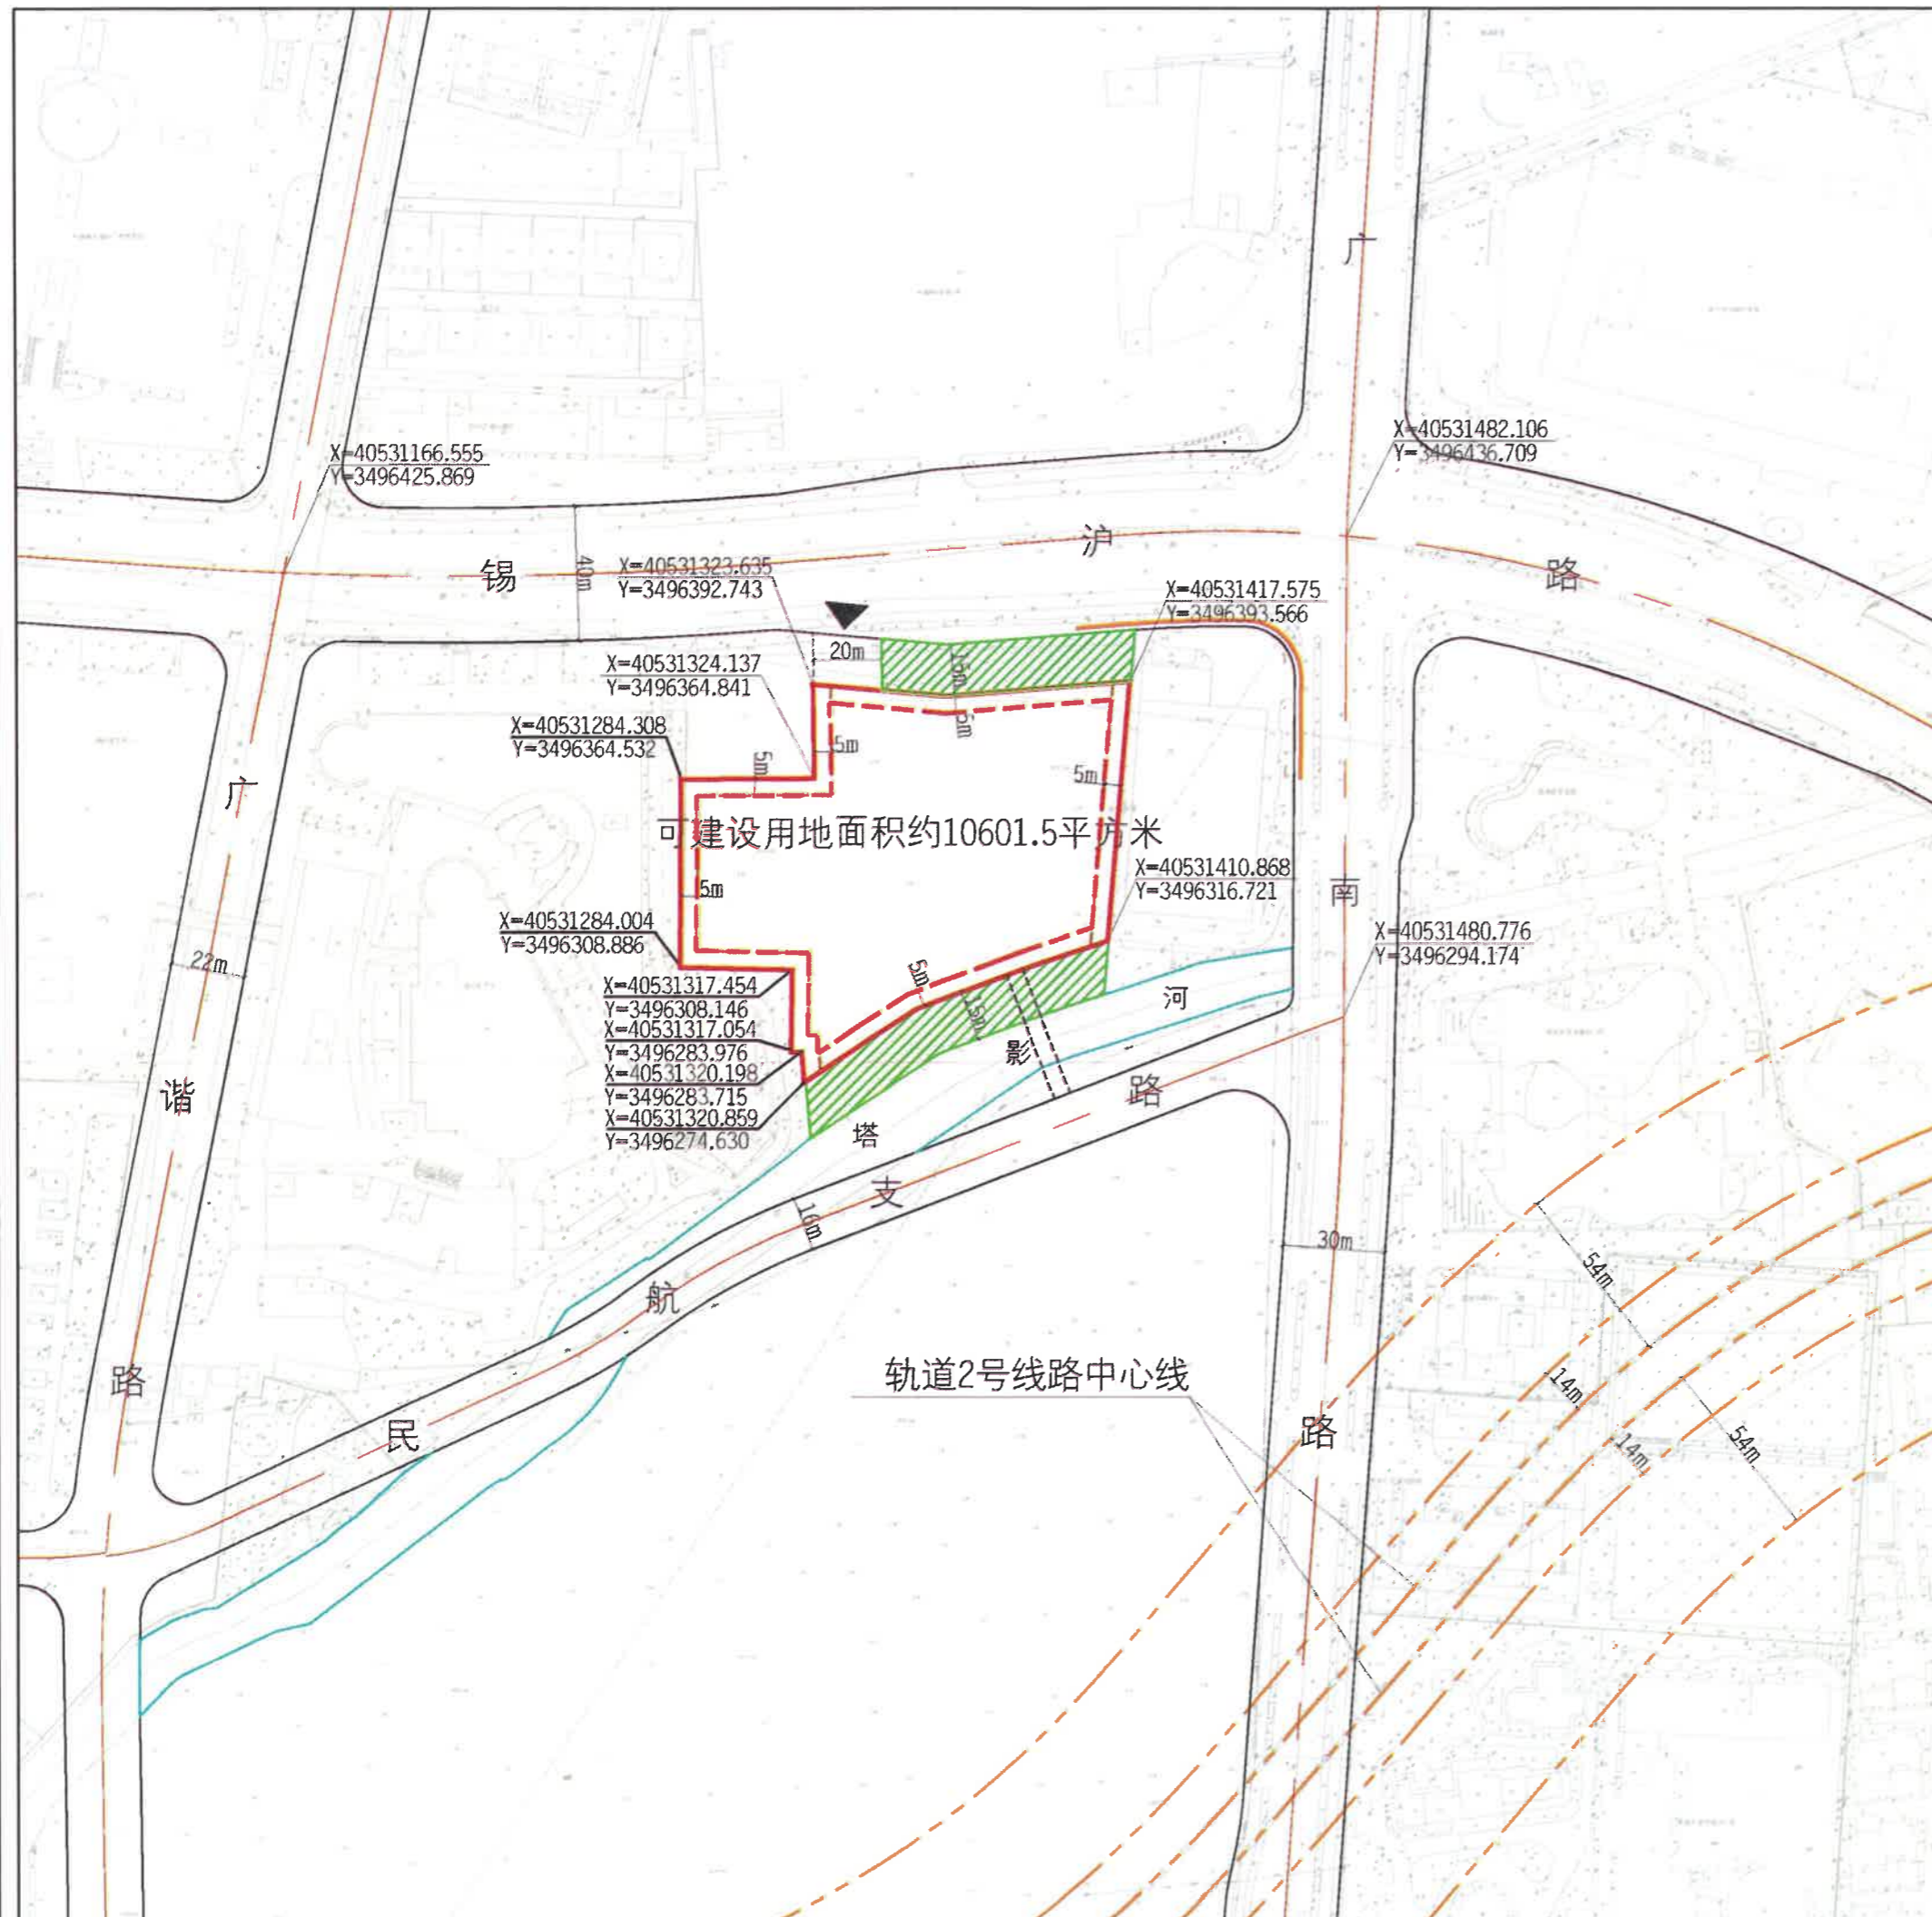 广
X=40531166.555
Y=3496425.869
X=40531482.106
Y=3496436.709
锡
沪
路
40m
X=40531323.635
Y=3496392.743
X=40531417.575
Y=3496393.566
20m
15m
X=40531324.137
Y=3496364.841
X=40531284.308
Y=3496364.532
5m
5m
5m
5m
广
可建设用地面积约10601.5平方米
X=40531410.868
Y=3496316.721
5m
南
X=40531284.004
Y=3496308.886
X=40531480.776
Y=3496294.174
22m
5m
15m
河
X=40531317.454
Y=3496308.146
X=40531317.054
Y=3496283.976
X=40531320.198
Y=3496283.715
X=40531320.859
Y=3496274.630
影
谐
路
塔
支
16m
30m
54m
航
轨道2号线路中心线
路
14m
民
路
14m
54m